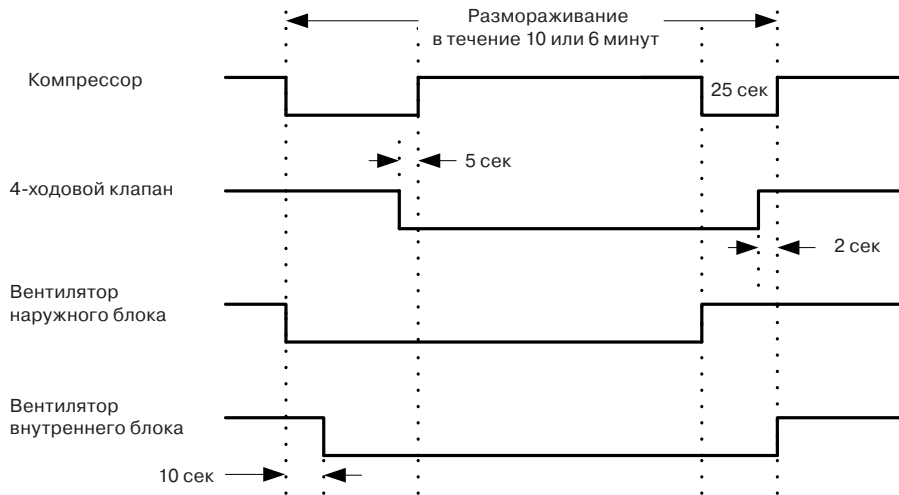 Размораживание
в течение 10 или 6 минут
Компрессор
25 сек
5 сек
4-ходовой клапан
2 сек
Вентилятор
наружного блока
Вентилятор
внутреннего блока
10 сек